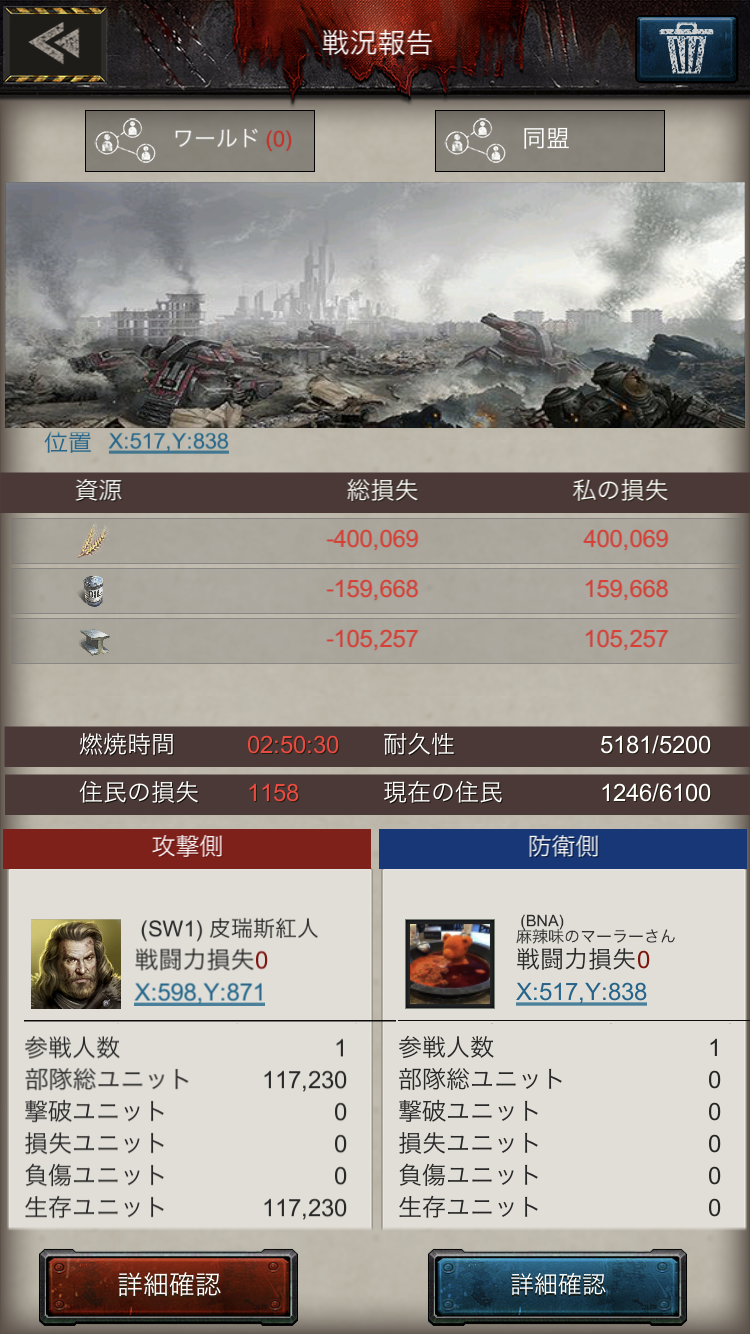 戦況報告
ワールド (0)
同盟
位置 X:517,Y:838
資源 総損失 私の損失
-400,069 400,069
OIL -159,668 159,668
-105,257 105,257
燃焼時間 02:50:30 耐久性 5181/5200
住民の損失 1158 現在の住民 1246/6100
攻撃側
(SW1) 皮瑞斯紅人
戦闘力損失0
X:598,Y:871
参戦人数 1
部隊総ユニット 117,230
撃破ユニット 0
損失ユニット 0
負傷ユニット 0
生存ユニット 117,230
詳細確認
防衛側
(BNA)
麻辣味のマーラーさん
戦闘力損失0
X:517,Y:838
参戦人数 1
部隊総ユニット 0
撃破ユニット 0
損失ユニット 0
負傷ユニット 0
生存ユニット 0
詳細確認